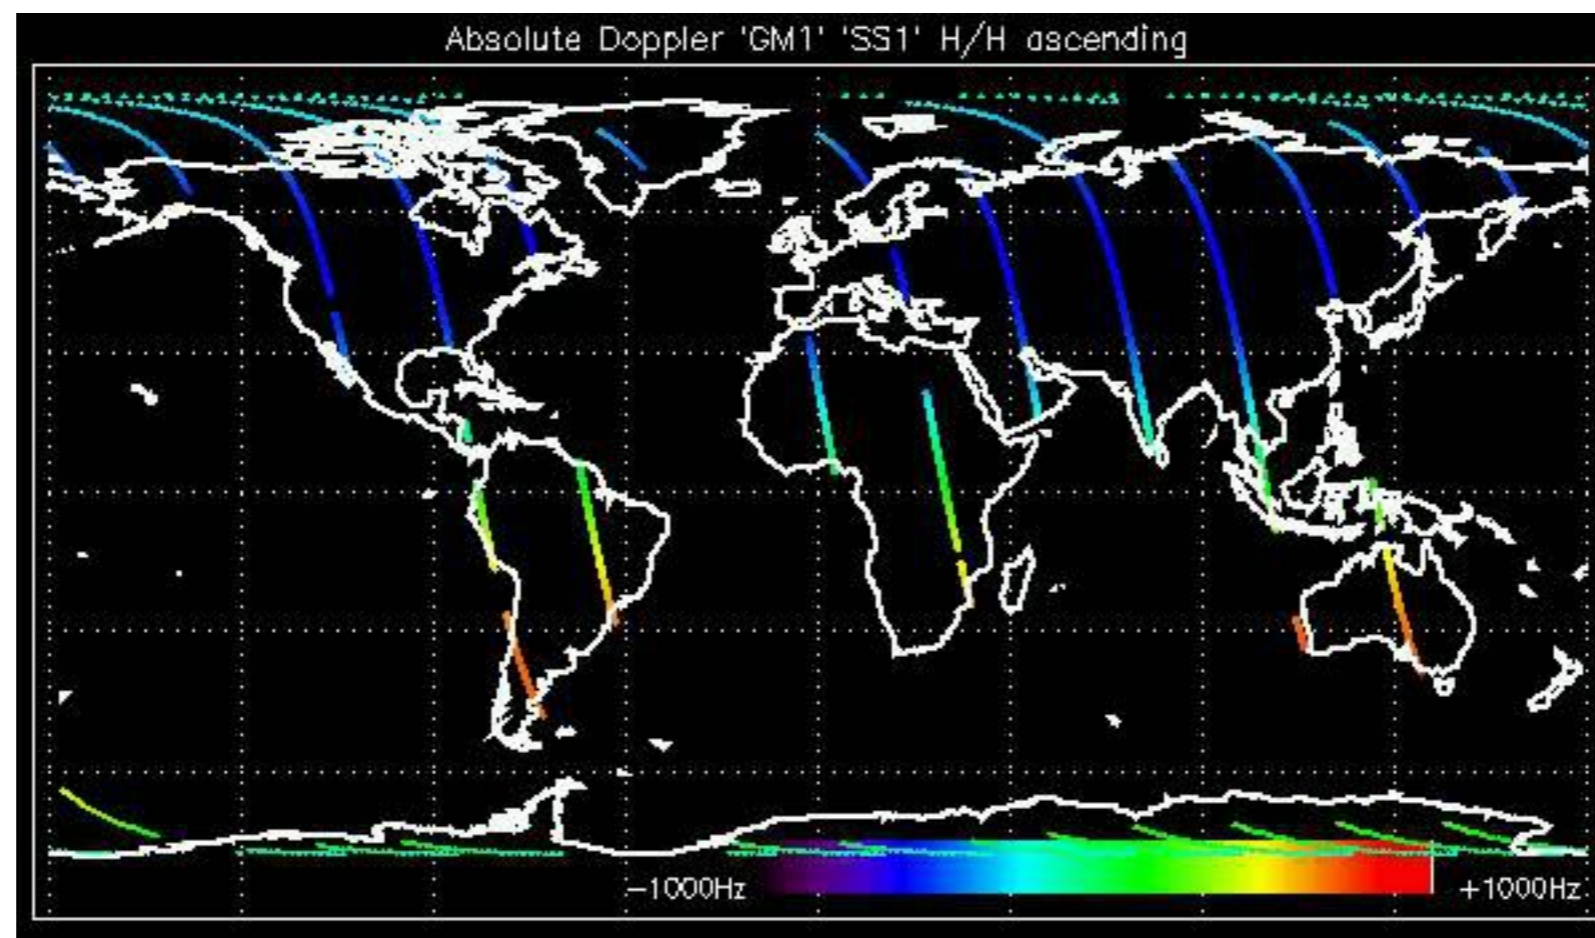 Absolute Doppler 'GM1' 'SS1' H/H ascending
−1000Hz
+1000Hz